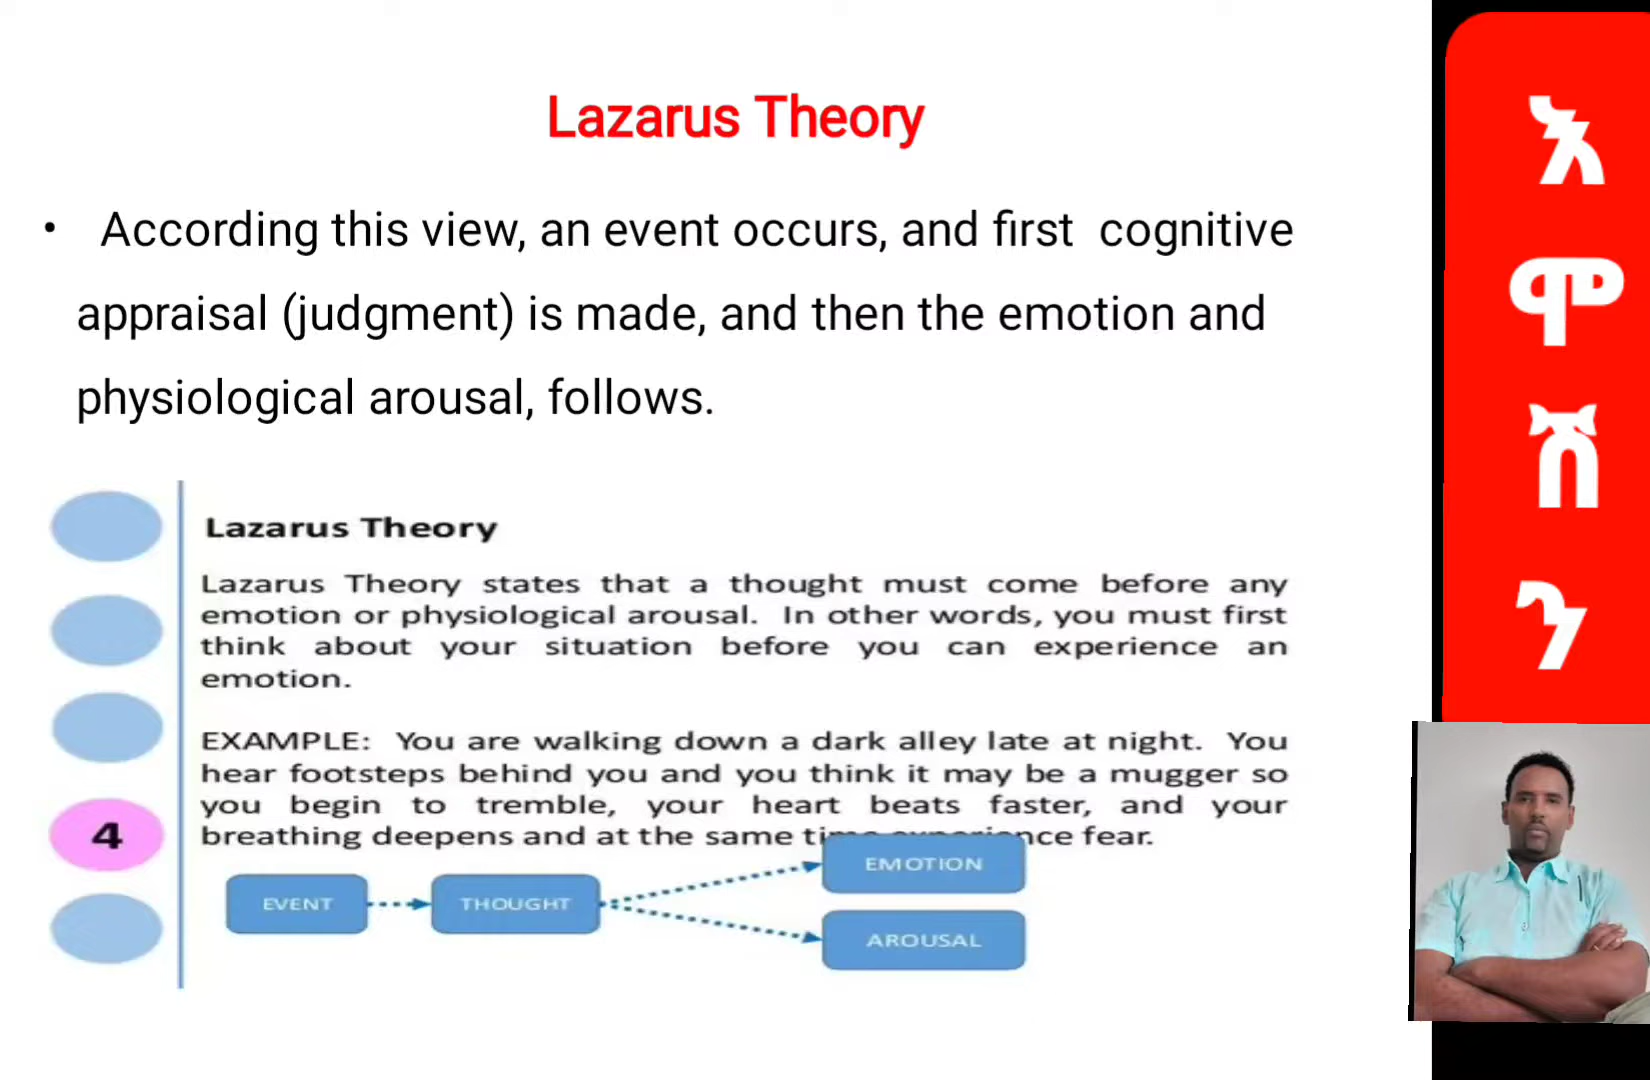 Lazarus Theory
• According this view, an event occurs, and first cognitive
appraisal (judgment) is made, and then the emotion and
physiological arousal, follows.
Lazarus Theory
Lazarus Theory states that a thought must come before any
emotion or physiological arousal. In other words, you must first
think about your situation before you can experience an
emotion.
EXAMPLE: You are walking down a dark alley late at night. You
hear footsteps behind you and you think it may be a mugger so
you begin to tremble, your heart beats faster, and your
4
breathing deepens and at the same time experience fear.
EVENT
THOUGHT
EMOTION
AROUSAL
እ
ሞ
ሽ
ን